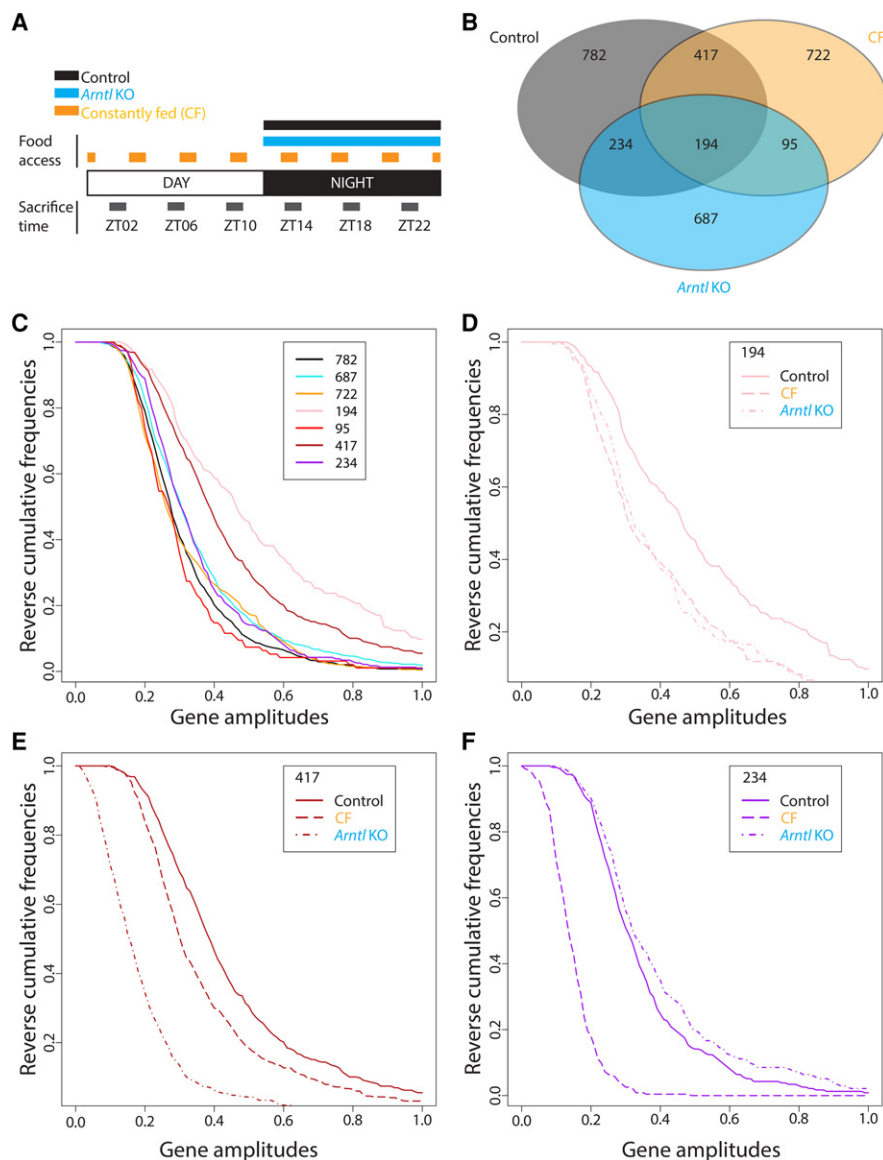 A
Control
Arntl KO
Constantly fed (CF)
Food
access
DAY
NIGHT
Sacrifice
time
ZT02
ZT06
ZT10
ZT14
ZT18
ZT22
B
Control
CF
782
417
722
234
194
95
687
Arntl KO
C
Reverse cumulative frequencies
1.0
0.8
0.6
0.4
0.2
0.0
782
687
722
194
95
417
234
0.0
0.2
0.4
0.6
0.8
1.0
Gene amplitudes
D
Reverse cumulative frequencies
1.0
0.8
0.6
0.4
0.2
194
Control
CF
Arntl KO
0.0
0.2
0.4
0.6
0.8
1.0
Gene amplitudes
E
Reverse cumulative frequencies
1.0
0.8
0.6
0.4
0.2
417
Control
CF
Arntl KO
0.0
0.2
0.4
0.6
0.8
1.0
Gene amplitudes
F
Reverse cumulative frequencies
1.0
0.8
0.6
0.4
0.2
234
Control
CF
Arntl KO
0.0
0.2
0.4
0.6
0.8
1.0
Gene amplitudes